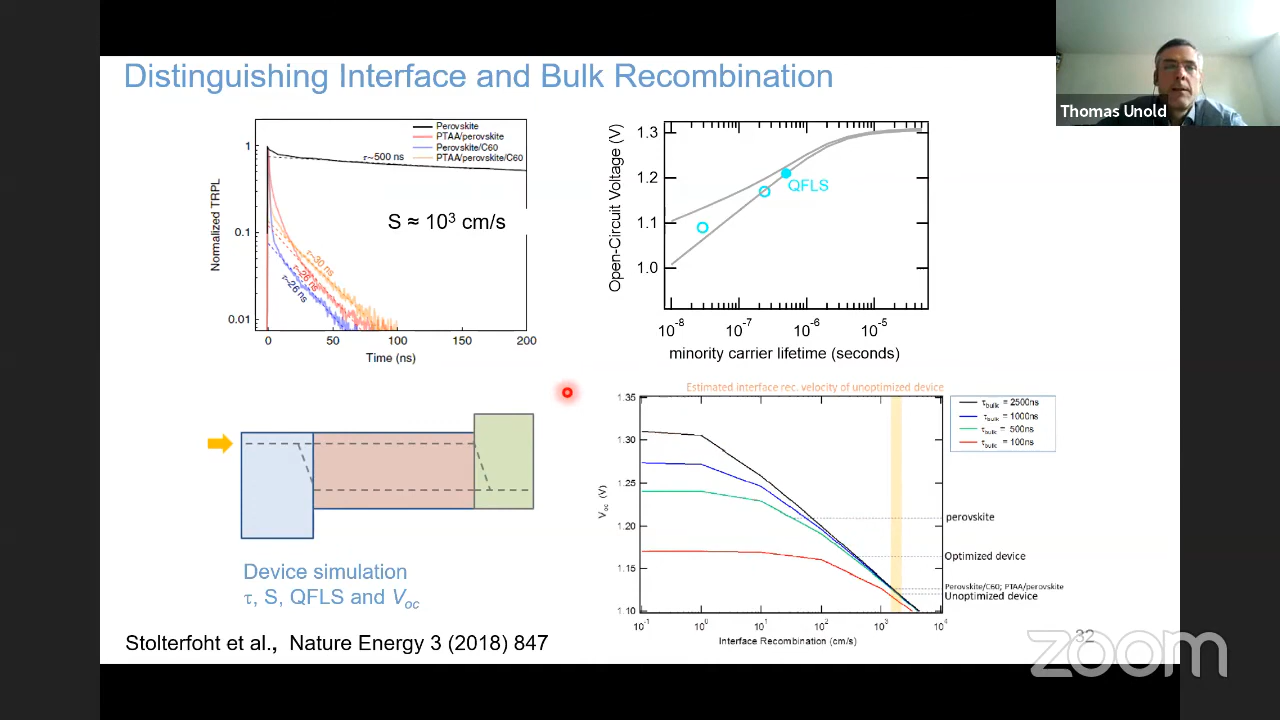 Distinguishing Interface and Bulk Recombination
Thomas Unold
Perovskite
PTAA/perovskite
Perovskite/C60
PTAA/perovskite/C60
τ~500 ns
S ≈ 10³ cm/s
τ~30 ns
τ~26 ns
τ~26 ns
Normalized TRPL
1
0.1
0.01
0
50
100
150
200
Time (ns)
Open-Circuit Voltage (V)
1.3
1.2
1.1
1.0
QFLS
10⁻⁸
10⁻⁷
10⁻⁶
10⁻⁵
minority carrier lifetime (seconds)
Estimated interface rec. velocity of unoptimized device
Voc (V)
1.35
1.30
1.25
1.20
1.15
1.10
τbulk = 2500ns
τbulk = 1000ns
τbulk = 500ns
τbulk = 100ns
perovskite
Optimized device
Perovskite/C60; PTAA/perovskite
Unoptimized device
10⁻¹
10⁰
10¹
10²
10³
10⁴
Interface Recombination (cm/s)
Device simulation
τ, S, QFLS and Voc
Stolterfoht et al., Nature Energy 3 (2018) 847
32
zoom